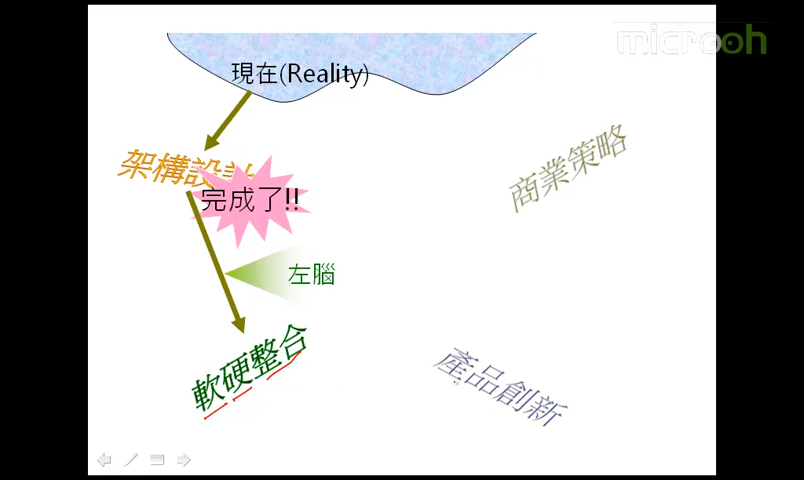 microoh
現在(Reality)
架構設計
完成了!!
商業策略
左腦
軟硬整合
產品創新